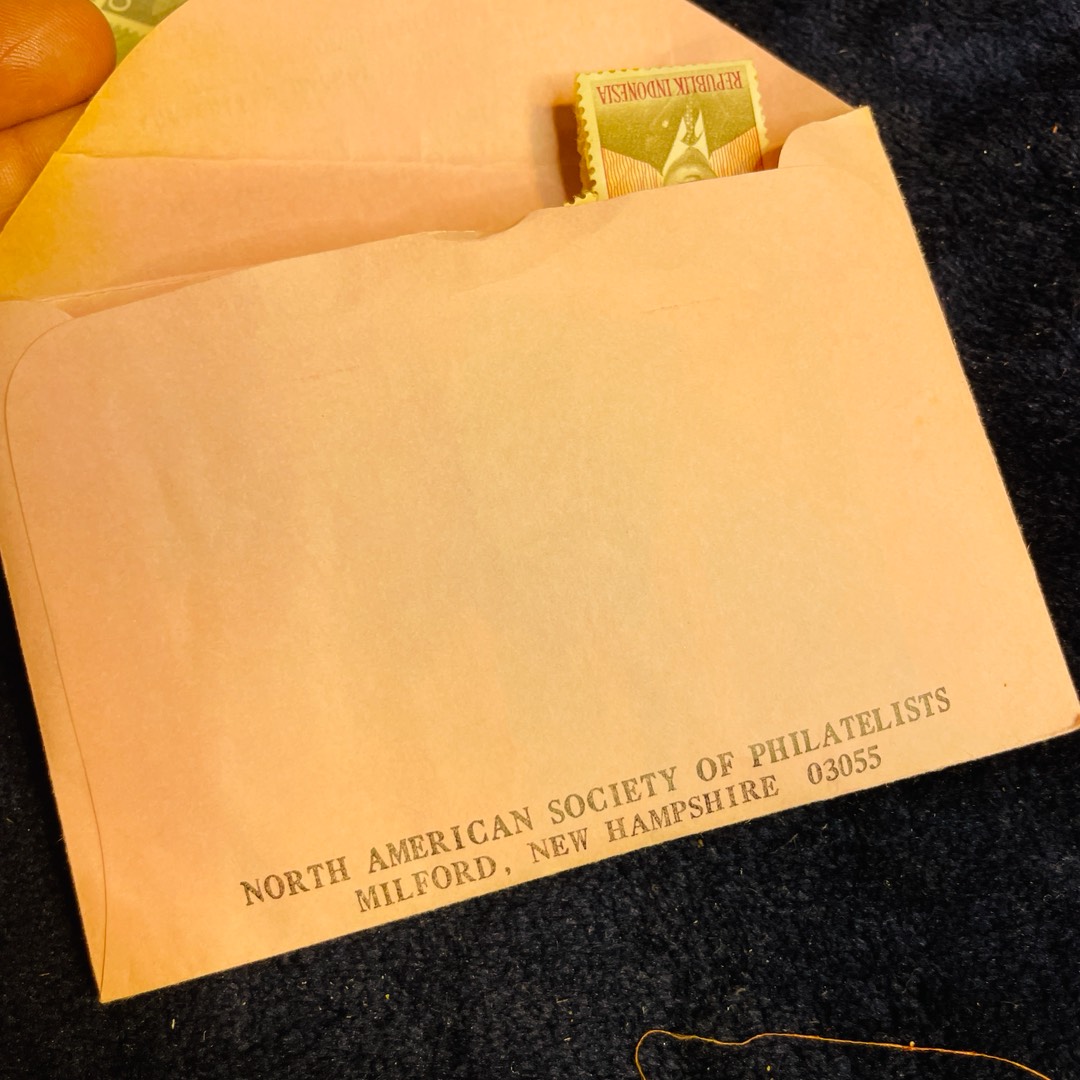 REPUBLIK INDONESIA
NORTH AMERICAN SOCIETY OF PHILATELISTS
MILFORD, NEW HAMPSHIRE 03055